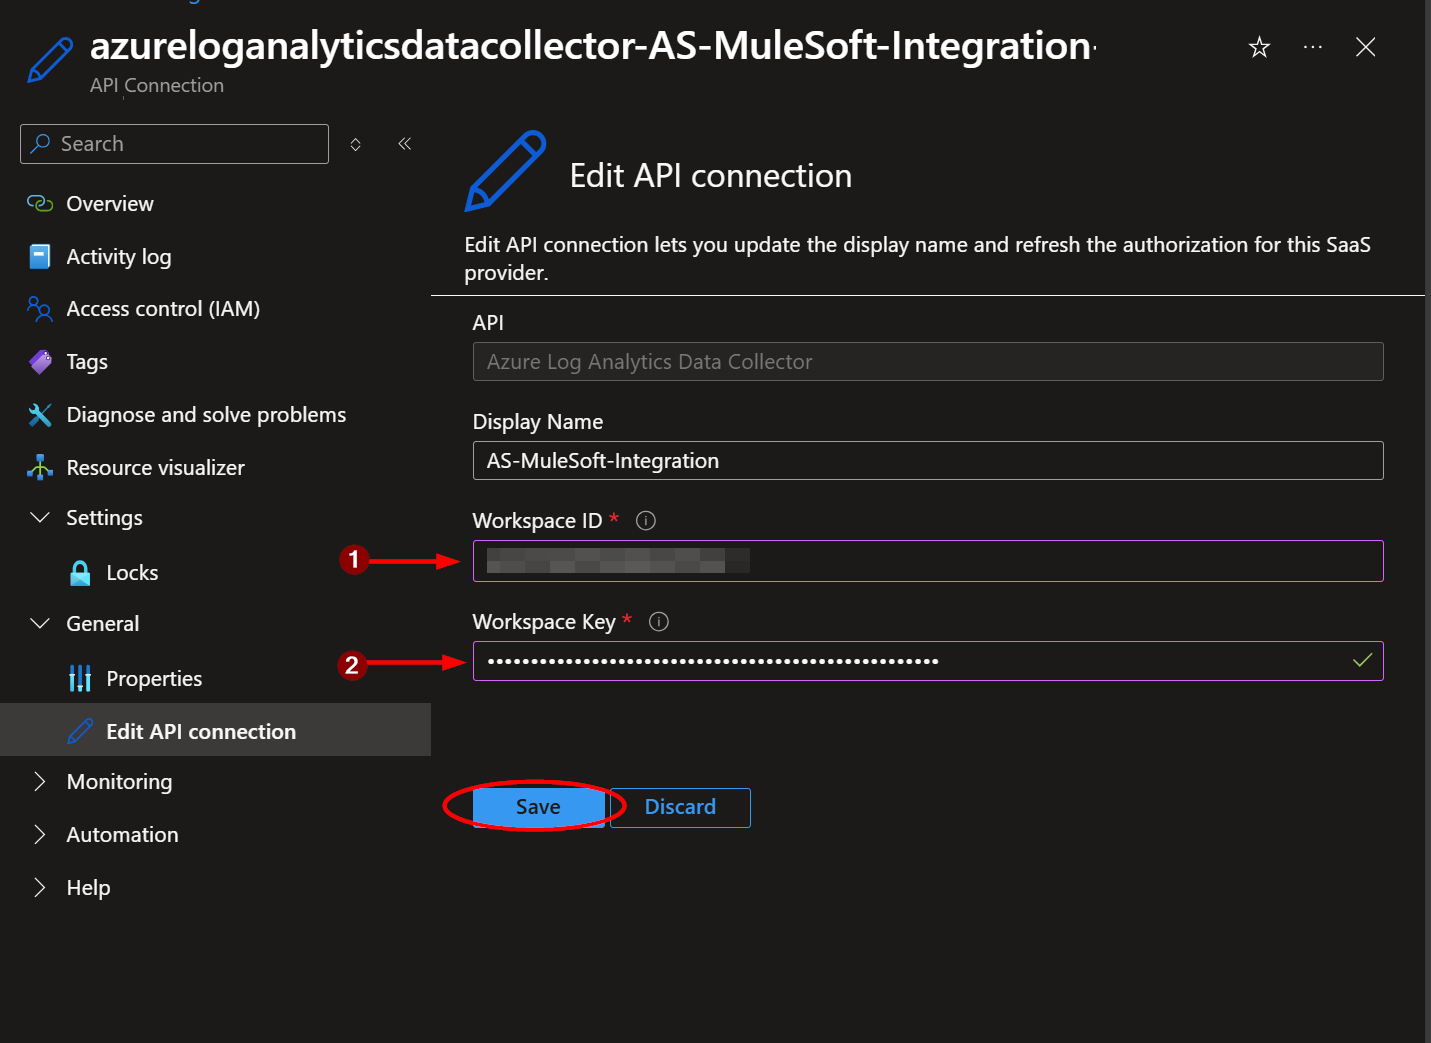 azureloganalyticsdatacollector-AS-MuleSoft-Integration-
API Connection
Search
Overview
Activity log
Access control (IAM)
Tags
Diagnose and solve problems
Resource visualizer
Settings
Locks
General
Properties
Edit API connection
Monitoring
Automation
Help
Edit API connection
Edit API connection lets you update the display name and refresh the authorization for this SaaS
provider.
API
Azure Log Analytics Data Collector
Display Name
AS-MuleSoft-Integration
Workspace ID *
1
Workspace Key *
2
Save
Discard